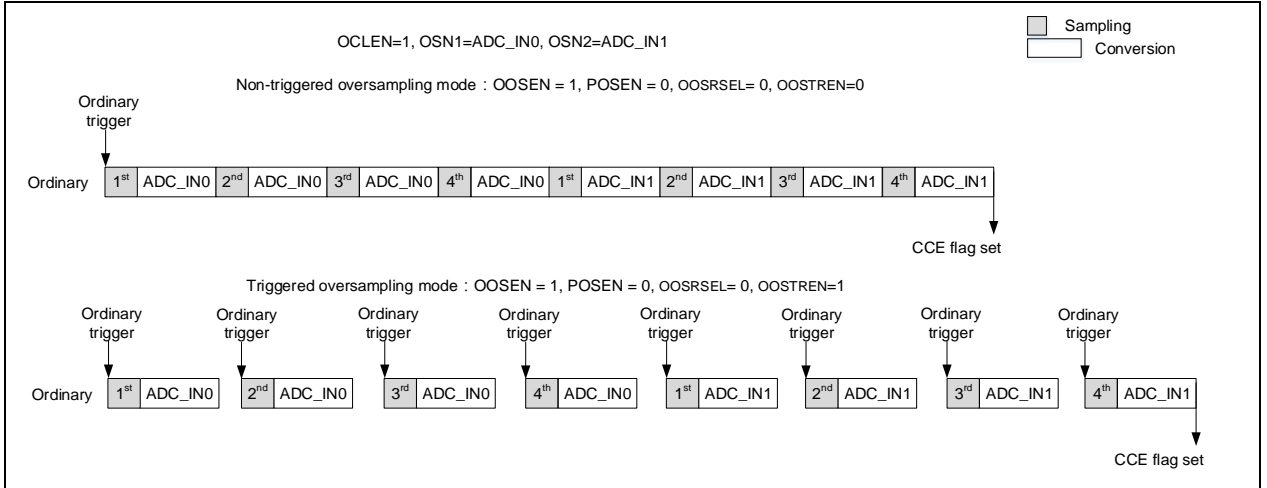 Sampling
Conversion
OCLEN=1, OSN1=ADC_IN0, OSN2=ADC_IN1
Non-triggered oversampling mode : OOSEN = 1, POSEN = 0, OOSRSEL= 0, OOSTREN=0
Ordinary
trigger
Ordinary 1st ADC_IN0 2nd ADC_IN0 3rd ADC_IN0 4th ADC_IN0 1st ADC_IN1 2nd ADC_IN1 3rd ADC_IN1 4th ADC_IN1
CCE flag set
Triggered oversampling mode : OOSEN = 1, POSEN = 0, OOSRSEL= 0, OOSTREN=1
Ordinary Ordinary Ordinary Ordinary Ordinary Ordinary Ordinary Ordinary
trigger trigger trigger trigger trigger trigger trigger trigger
Ordinary 1st ADC_IN0 2nd ADC_IN0 3rd ADC_IN0 4th ADC_IN0 1st ADC_IN1 2nd ADC_IN1 3rd ADC_IN1 4th ADC_IN1
CCE flag set